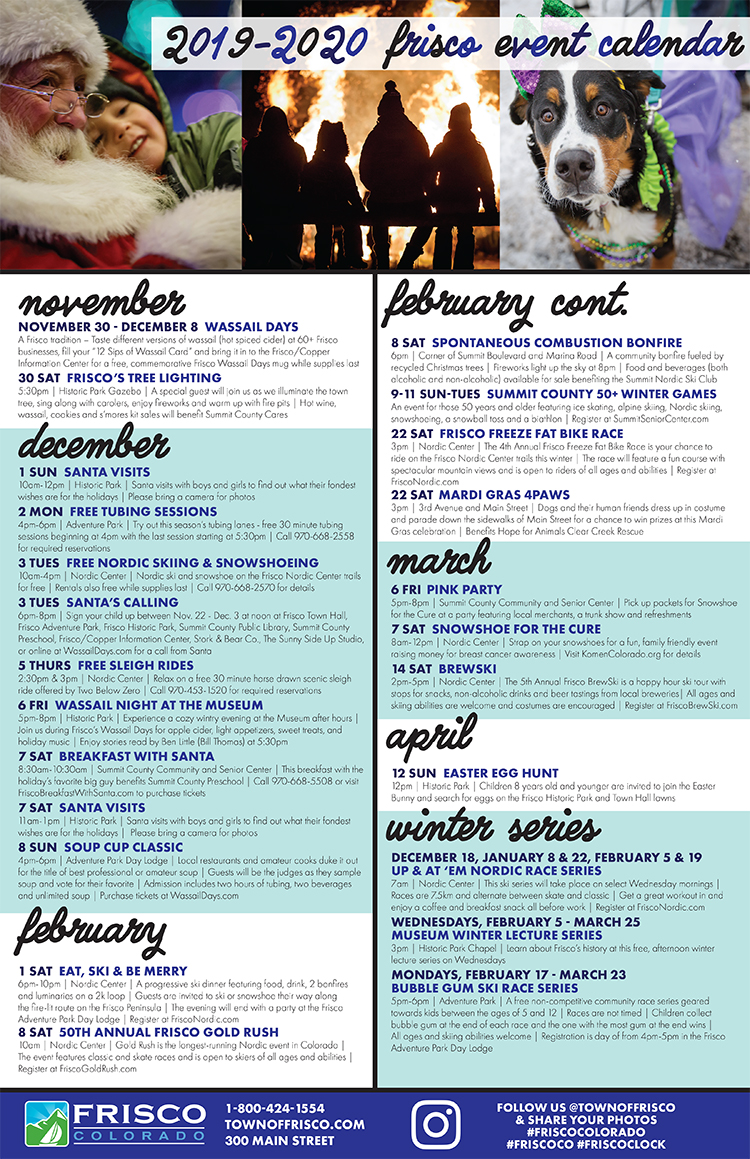 2019-2020 frisco event calendar
november
NOVEMBER 30 - DECEMBER 8 WASSAIL DAYS
A Frisco tradition – Taste different versions of wassail (hot spiced cider) at 60+ Frisco
businesses, fill your "12 Sips of Wassail Card" and bring it in to the Frisco/Copper
Information Center for a free, commemorative Frisco Wassail Days mug while supplies last
30 SAT FRISCO'S TREE LIGHTING
5:30pm | Historic Park Gazebo | A special guest will join us as we illuminate the town
tree, sing along with carolers, enjoy fireworks and warm up with fire pits | Hot wine,
wassail, cookies and s'mores kit sales will benefit Summit County Cares
december
1 SUN SANTA VISITS
10am-12pm | Historic Park | Santa visits with boys and girls to find out what their fondest
wishes are for the holidays | Please bring a camera for photos
2 MON FREE TUBING SESSIONS
4pm-6pm | Adventure Park | Try out this season's tubing lanes - free 30 minute tubing
sessions beginning at 4pm with the last session starting at 5:30pm | Call 970-668-2558
for required reservations
3 TUES FREE NORDIC SKIING & SNOWSHOEING
10am-4pm | Nordic Center | Nordic ski and snowshoe on the Frisco Nordic Center trails
for free | Rentals also free while supplies last | Call 970-668-2570 for details
3 TUES SANTA'S CALLING
6pm-8pm | Sign your child up between Nov. 22 - Dec. 3 at noon at Frisco Town Hall,
Frisco Adventure Park, Frisco Historic Park, Summit County Public Library, Summit County
Preschool, Frisco/Copper Information Center, Stork & Bear Co., The Sunny Side Up Studio,
or online at WassailDays.com for a call from Santa
5 THURS FREE SLEIGH RIDES
2:30pm & 3pm | Nordic Center | Relax on a free 30 minute horse drawn scenic sleigh
ride offered by Two Below Zero | Call 970-453-1520 for required reservations
6 FRI WASSAIL NIGHT AT THE MUSEUM
5pm-8pm | Historic Park | Experience a cozy wintry evening at the Museum after hours |
Join us during Frisco's Wassail Days for apple cider, light appetizers, sweet treats, and
holiday music | Enjoy stories read by Ben Little (Bill Thomas) at 5:30pm
7 SAT BREAKFAST WITH SANTA
8:30am-10:30am | Summit County Community and Senior Center | This breakfast with the
holiday's favorite big guy benefits Summit County Preschool | Call 970-668-5508 or visit
FriscoBreakfastWithSanta.com to purchase tickets
7 SAT SANTA VISITS
11am-1pm | Historic Park | Santa visits with boys and girls to find out what their fondest
wishes are for the holidays | Please bring a camera for photos
8 SUN SOUP CUP CLASSIC
4pm-6pm | Adventure Park Day Lodge | Local restaurants and amateur cooks duke it out
for the title of best professional or amateur soup | Guests will be the judges as they sample
soup and vote for their favorite | Admission includes two hours of tubing, two beverages
and unlimited soup | Purchase tickets at WassailDays.com
february
1 SAT EAT, SKI & BE MERRY
6pm-10pm | Nordic Center | A progressive ski dinner featuring food, drink, 2 bonfires
and luminaries on a 2k loop | Guests are invited to ski or snowshoe their way along
the fire-lit route on the Frisco Peninsula | The evening will end with a party at the Frisco
Adventure Park Day Lodge | Register at FriscoNordic.com
8 SAT 50TH ANNUAL FRISCO GOLD RUSH
10am | Nordic Center | Gold Rush is the longest-running Nordic event in Colorado |
The event features classic and skate races and is open to skiers of all ages and abilities |
Register at FriscoGoldRush.com
february cont.
8 SAT SPONTANEOUS COMBUSTION BONFIRE
6pm | Corner of Summit Boulevard and Marina Road | A community bonfire fueled by
recycled Christmas trees | Fireworks light up the sky at 8pm | Food and beverages (both
alcoholic and non-alcoholic) available for sale benefiting the Summit Nordic Ski Club
9-11 SUN-TUES SUMMIT COUNTY 50+ WINTER GAMES
An event for those 50 years and older featuring ice skating, alpine skiing, Nordic skiing,
snowshoeing, a snowball toss and a biathlon | Register at SummitSeniorCenter.com
22 SAT FRISCO FREEZE FAT BIKE RACE
3pm | Nordic Center | The 4th Annual Frisco Freeze Fat Bike Race is your chance to
ride on the Frisco Nordic Center trails this winter | The race will feature a fun course with
spectacular mountain views and is open to riders of all ages and abilities | Register at
FriscoNordic.com
22 SAT MARDI GRAS 4PAWS
3pm | 3rd Avenue and Main Street | Dogs and their human friends dress up in costume
and parade down the sidewalks of Main Street for a chance to win prizes at this Mardi
Gras celebration | Benefits Hope for Animals Clear Creek Rescue
march
6 FRI PINK PARTY
5pm-8pm | Summit County Community and Senior Center | Pick up packets for Snowshoe
for the Cure at a party featuring local merchants, a trunk show and refreshments
7 SAT SNOWSHOE FOR THE CURE
8am-12pm | Nordic Center | Strap on your snowshoes for a fun, family friendly event
raising money for breast cancer awareness | Visit KomenColorado.org for details
14 SAT BREWSKI
2pm-5pm | Nordic Center | The 5th Annual Frisco BrewSki is a happy hour ski tour with
stops for snacks, non-alcoholic drinks and beer tastings from local breweries| All ages and
skiing abilities are welcome and costumes are encouraged | Register at FriscoBrewSki.com
april
12 SUN EASTER EGG HUNT
12pm | Historic Park | Children 8 years old and younger are invited to join the Easter
Bunny and search for eggs on the Frisco Historic Park and Town Hall lawns
winter series
DECEMBER 18, JANUARY 8 & 22, FEBRUARY 5 & 19
UP & AT 'EM NORDIC RACE SERIES
7am | Nordic Center | This ski series will take place on select Wednesday mornings |
Races are 7.5km and alternate between skate and classic | Get a great workout in and
enjoy a coffee and breakfast snack all before work | Register at FriscoNordic.com
WEDNESDAYS, FEBRUARY 5 - MARCH 25
MUSEUM WINTER LECTURE SERIES
3pm | Historic Park Chapel | Learn about Frisco's history at this free, afternoon winter
lecture series on Wednesdays
MONDAYS, FEBRUARY 17 - MARCH 23
BUBBLE GUM SKI RACE SERIES
5pm-6pm | Adventure Park | A free non-competitive community race series geared
towards kids between the ages of 5 and 12 | Races are not timed | Children collect
bubble gum at the end of each race and the one with the most gum at the end wins |
All ages and skiing abilities welcome | Registration is day of from 4pm-5pm in the Frisco
Adventure Park Day Lodge
FRISCO
COLORADO
1-800-424-1554
TOWNOFFRISCO.COM
300 MAIN STREET
FOLLOW US @TOWNOFFRISCO
& SHARE YOUR PHOTOS
#FRISCOCOLORADO
#FRISCOCO #FRISCOCLOCK